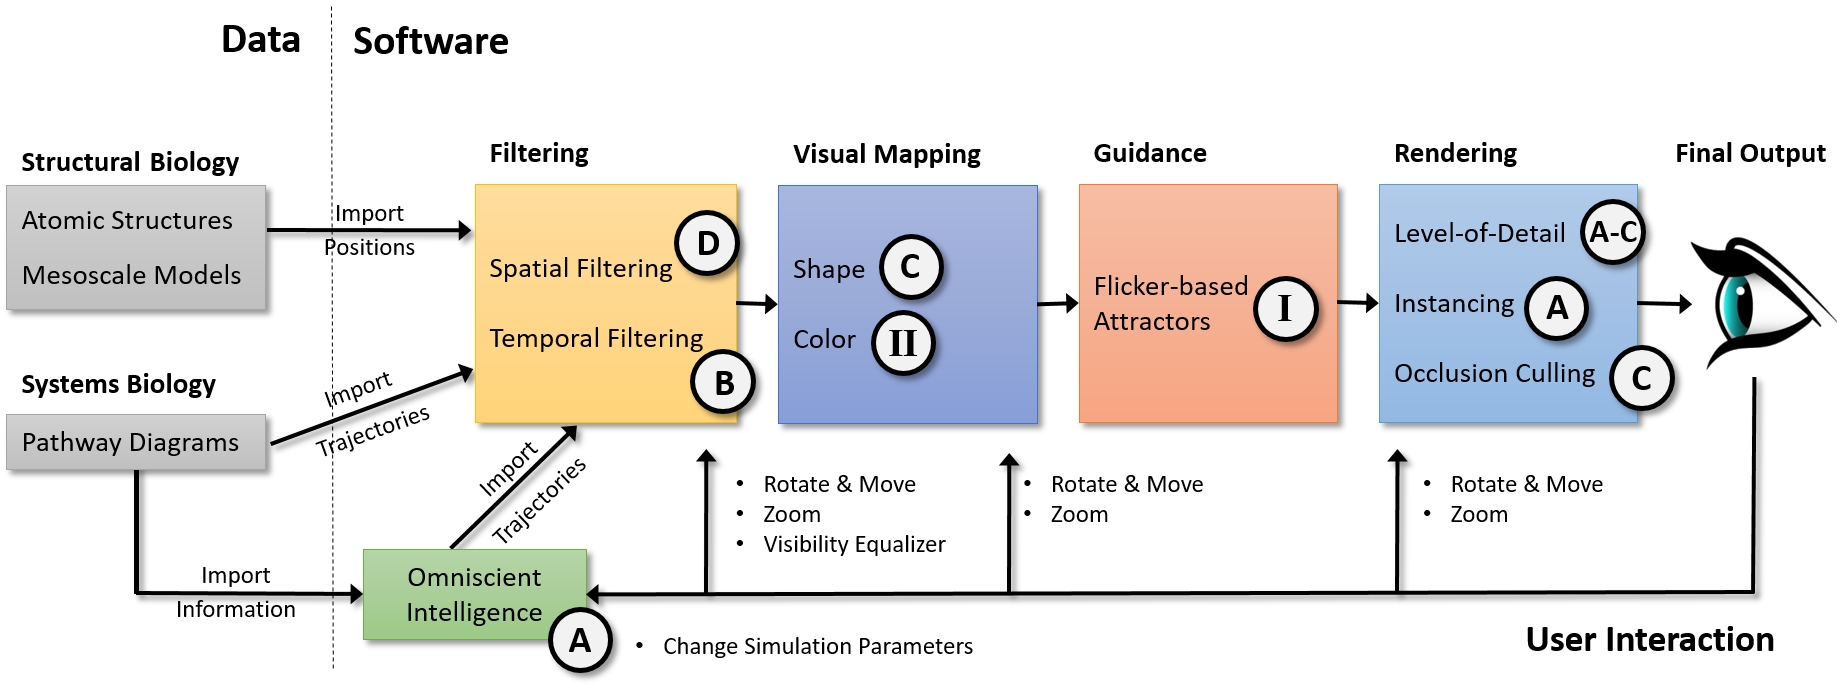 Data
Software
Structural Biology
Atomic Structures
Mesoscale Models
Import
Positions
Systems Biology
Pathway Diagrams
Import
Trajectories
Import
Information
Omniscient
Intelligence
A
Import
Trajectories
Filtering
Spatial Filtering
D
Temporal Filtering
B
Visual Mapping
Shape
C
Color
II
Guidance
Flicker-based
Attractors
I
Rendering
Level-of-Detail
A-C
Instancing
A
Occlusion Culling
C
Final Output
• Rotate & Move
• Zoom
• Visibility Equalizer
• Rotate & Move
• Zoom
• Rotate & Move
• Zoom
• Change Simulation Parameters
User Interaction